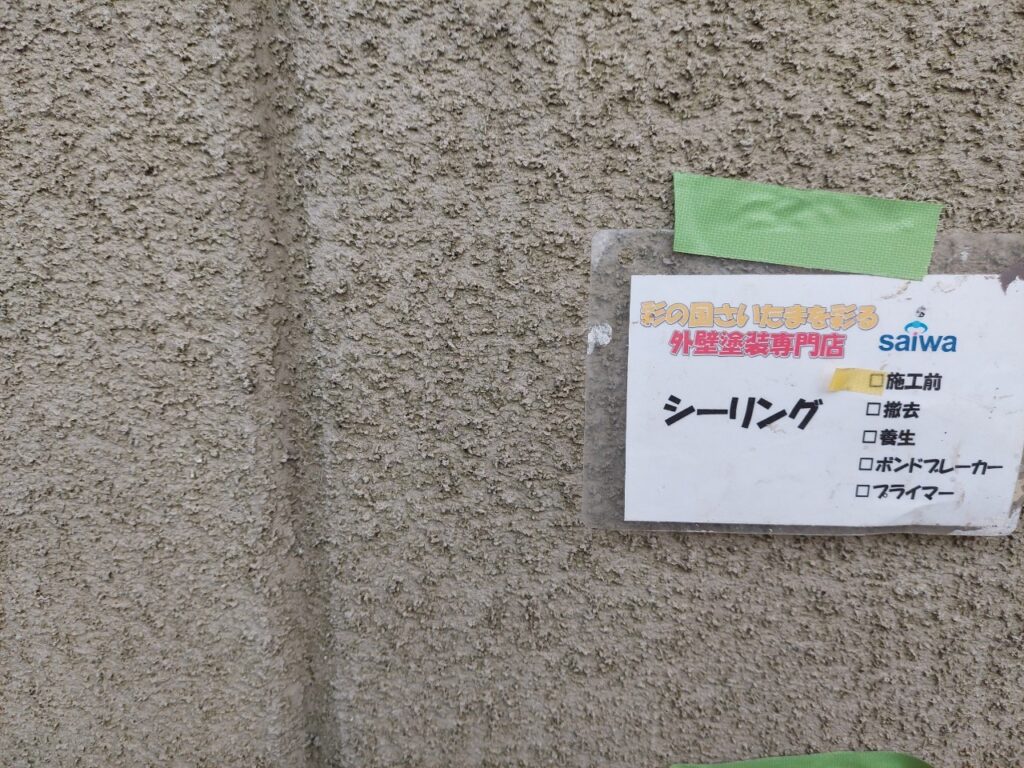 彩の国さいたまを彩る
外壁塗装専門店
saiwa
シーリング
□施工前
□撤去
□養生
□ボンドブレーカー
□プライマー